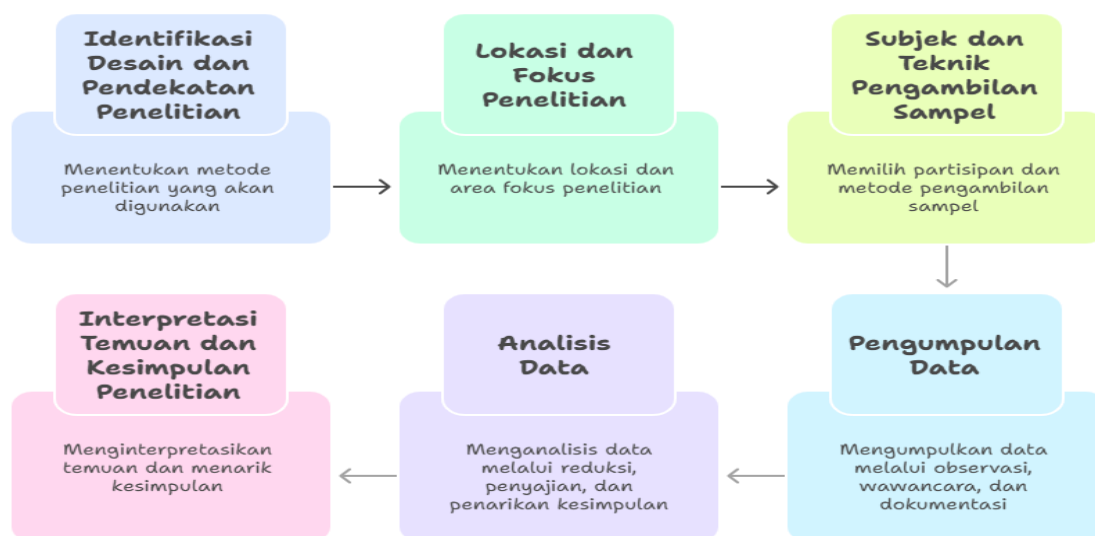 Identifikasi
Desain dan
Pendekatan
Penelitian
Menentukan metode
penelitian yang akan
digunakan
Lokasi dan
Fokus
Penelitian
Menentukan lokasi dan
area fokus penelitian
Subjek dan
Teknik
Pengambilan
Sampel
Memilih partisipan dan
metode pengambilan
sampel
Pengumpulan
Data
Mengumpulkan data
melalui observasi,
wawancara, dan
dokumentasi
Analisis
Data
Menganalisis data
melalui reduksi,
penyajian, dan
penarikan kesimpulan
Interpretasi
Temuan dan
Kesimpulan
Penelitian
Menginterpretasikan
temuan dan menarik
kesimpulan